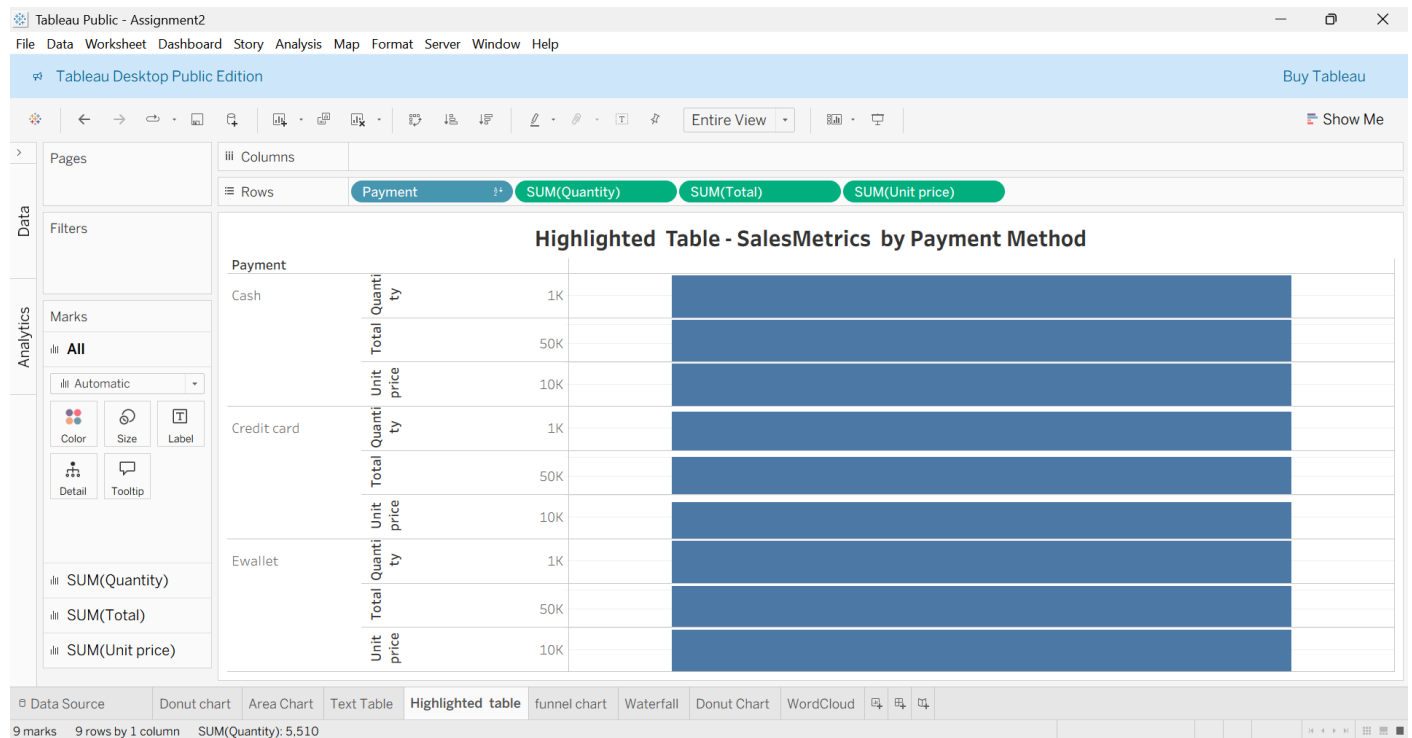 Tableau Public - Assignment2
File Data Worksheet Dashboard Story Analysis Map Format Server Window Help
Tableau Desktop Public Edition Buy Tableau
Entire View Show Me
Pages
Columns
Rows Payment SUM(Quantity) SUM(Total) SUM(Unit price)
Data
Analytics
Filters
Marks
All
Automatic
Color Size Label
Detail Tooltip
SUM(Quantity)
SUM(Total)
SUM(Unit price)
Highlighted Table - SalesMetrics by Payment Method
Payment
Cash
Quanti
ty
1K
Total
50K
Unit
price
10K
Credit card
Quanti
ty
1K
Total
50K
Unit
price
10K
Ewallet
Quanti
ty
1K
Total
50K
Unit
price
10K
Data Source Donut chart Area Chart Text Table Highlighted table funnel chart Waterfall Donut Chart WordCloud
9 marks 9 rows by 1 column SUM(Quantity): 5,510